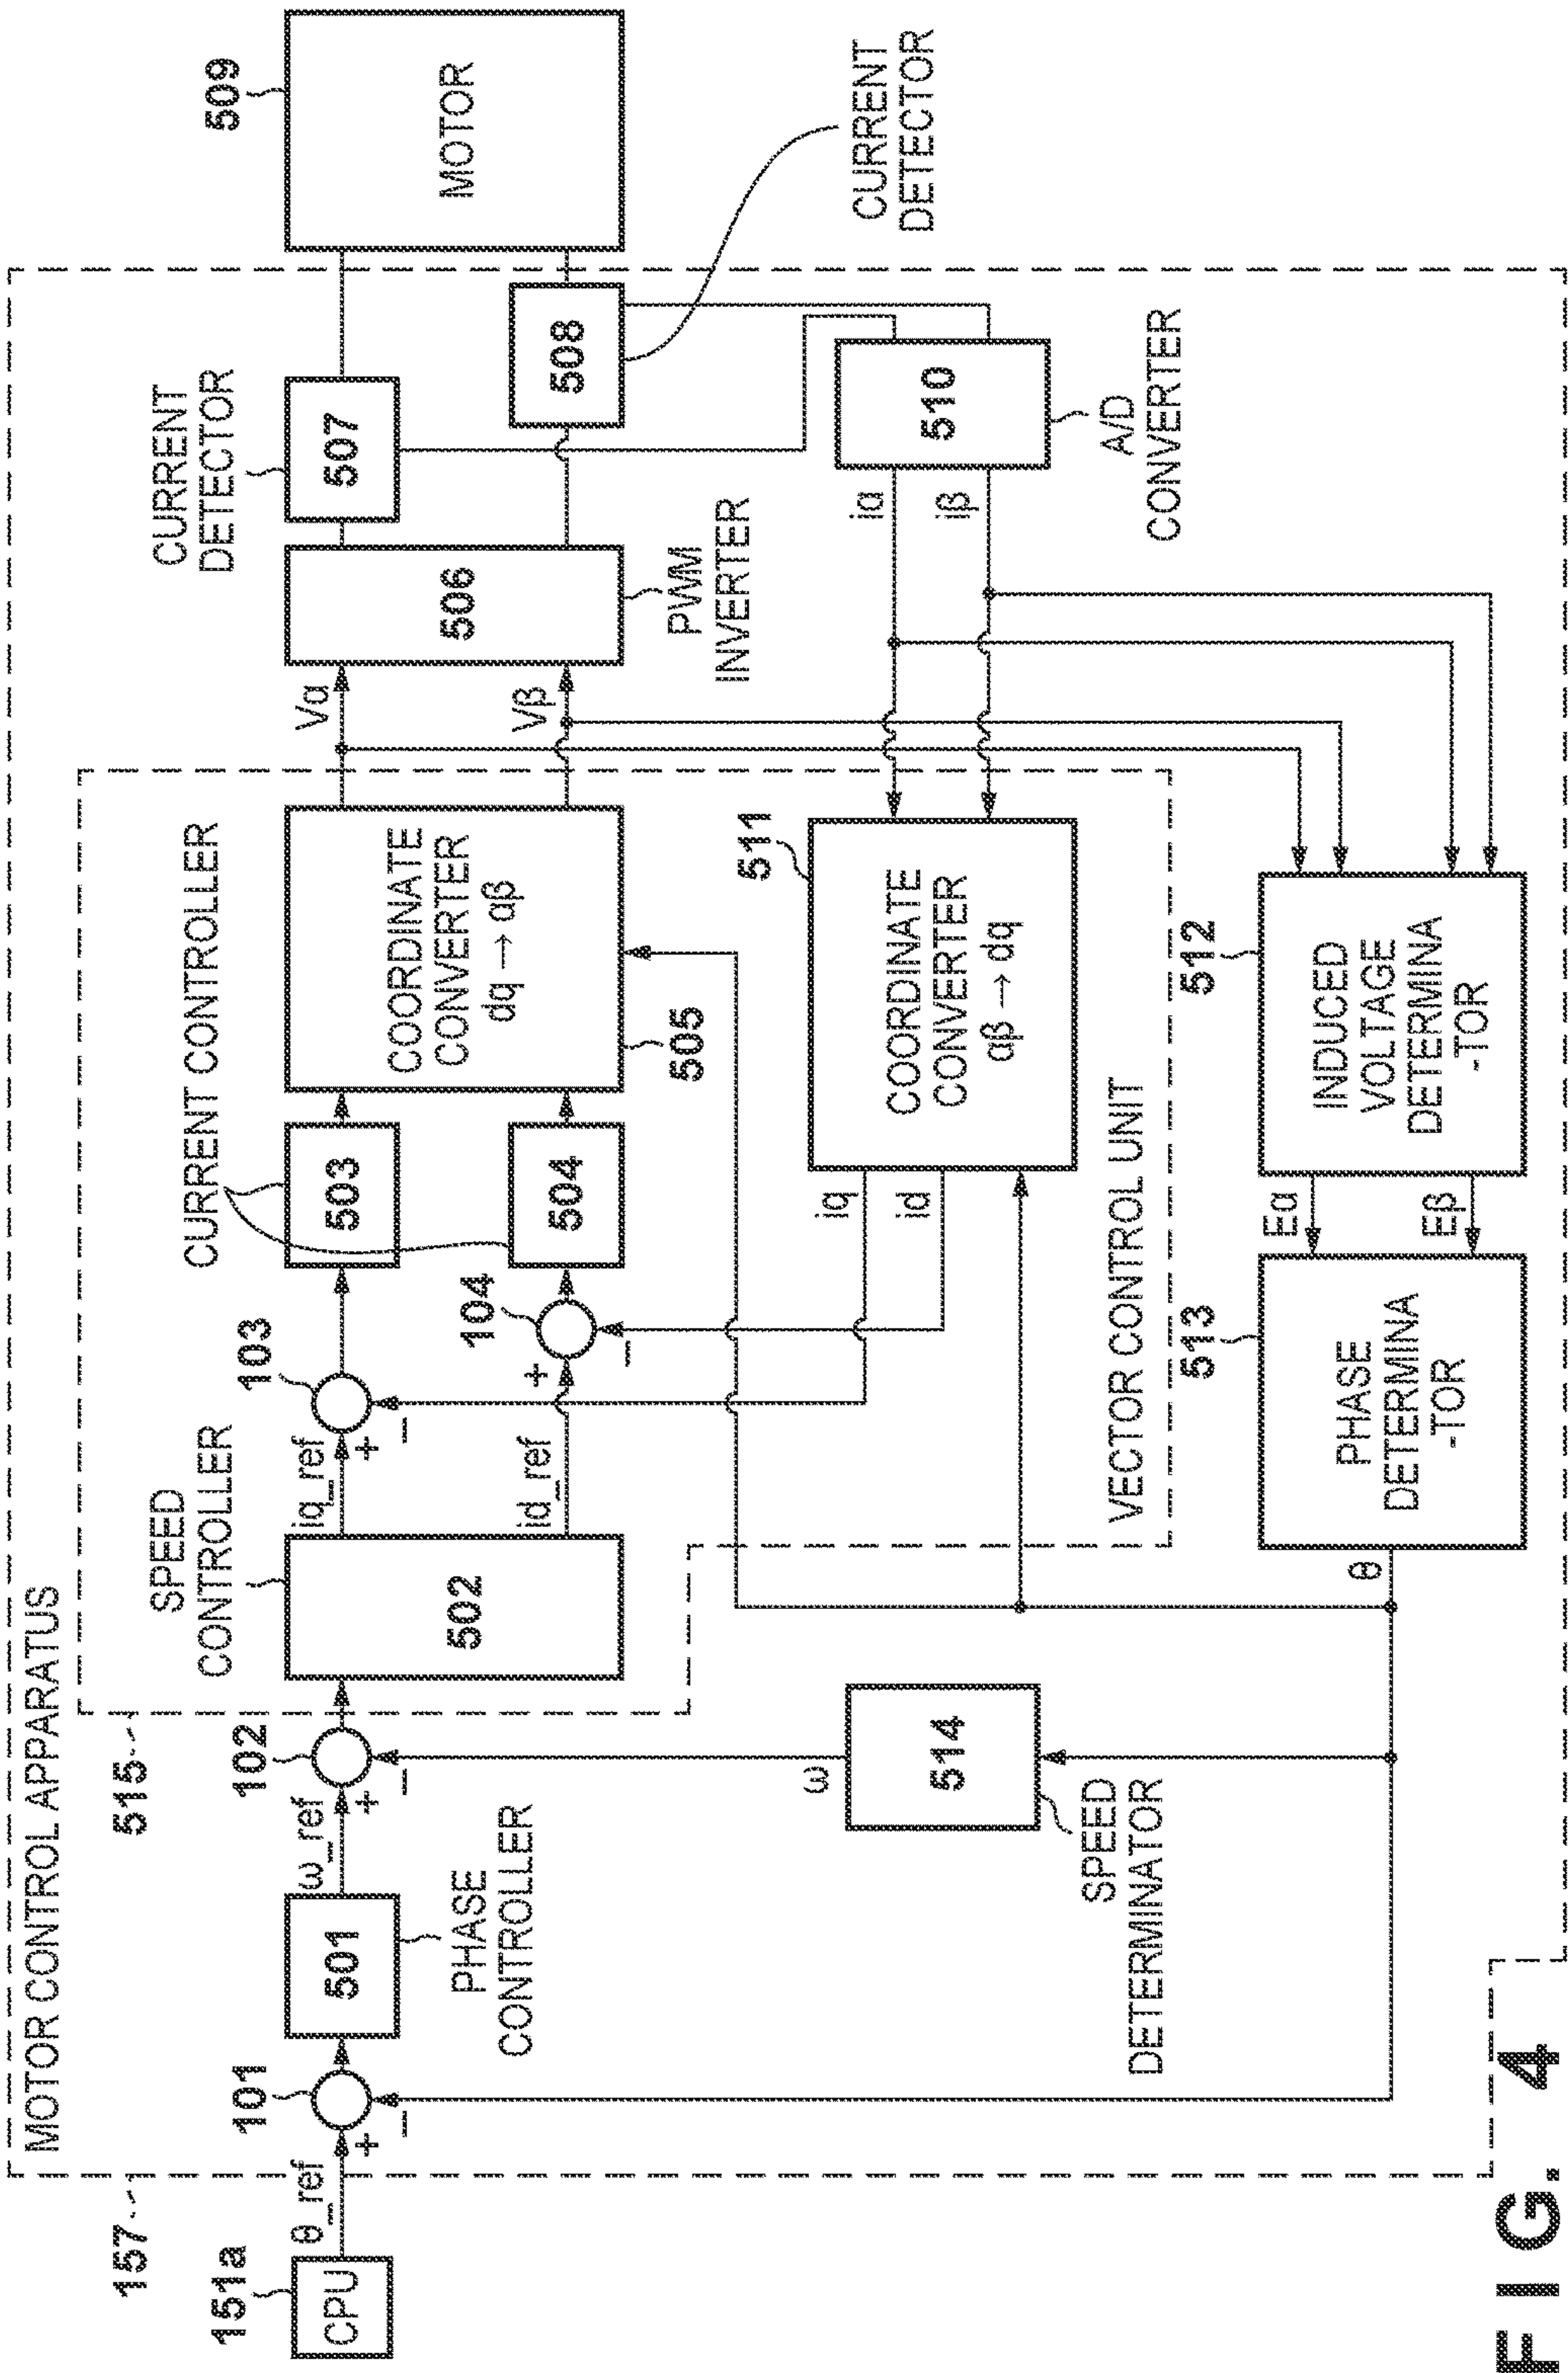 MOTOR CONTROL APPARATUS
157
515
151a
CPU
θ_ref
+
−
101
501
PHASE
CONTROLLER
ω_ref
+
−
102
SPEED
CONTROLLER
502
iq_ref
id_ref
+
−
103
+
−
104
CURRENT CONTROLLER
503
504
COORDINATE
CONVERTER
dq → αβ
505
Vα
Vβ
506
PWM
INVERTER
CURRENT
DETECTOR
507
508
CURRENT
DETECTOR
509
MOTOR
510
A/D
CONVERTER
iα
iβ
511
COORDINATE
CONVERTER
αβ → dq
iq
id
VECTOR CONTROL UNIT
512
INDUCED
VOLTAGE
DETERMINA
-TOR
Eα
Eβ
513
PHASE
DETERMINA
-TOR
θ
ω
514
SPEED
DETERMINATOR
FIG. 4